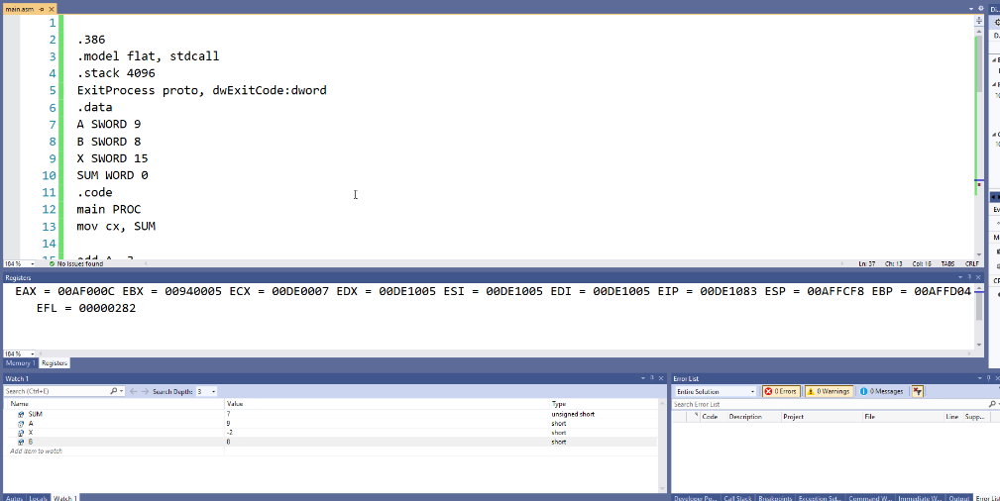 main.asm
Di...
1
2 .386
3 .model flat, stdcall
4 .stack 4096
5 ExitProcess proto, dwExitCode:dword
6 .data
7 A SWORD 9
8 B SWORD 8
9 X SWORD 15
10 SUM WORD 0
11 .code
12 main PROC
13 mov cx, SUM
14
184 % No issues found Ln: 37 Ch: 13 Col: 16 TABS CRLF
Registers
EAX = 00AF000C EBX = 00940005 ECX = 00DE0007 EDX = 00DE1005 ESI = 00DE1005 EDI = 00DE1005 EIP = 00DE1083 ESP = 00AFFCF8 EBP = 00AFFD04
EFL = 00000282
184 %
Memory 1 Registers
Watch 1
Search (Ctrl+E) Search Depth: 3
Name Value Type
SUM 7 unsigned short
A 9 short
X -2 short
B 8 short
Add item to watch
Autos Locals Watch 1
Error List
Entire Solution 0 Errors 0 Warnings 0 Messages
Search Error List
Code Description Project File Line Supp...
Developer Po... Call Stack Breakpoints Exception Set... Command W... Immediate W... Output Error List